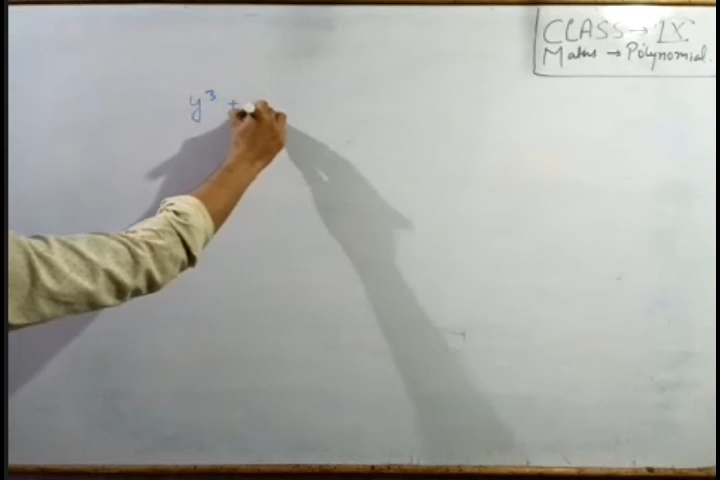 CLASS → IX
Maths → Polynomial.
y³ +